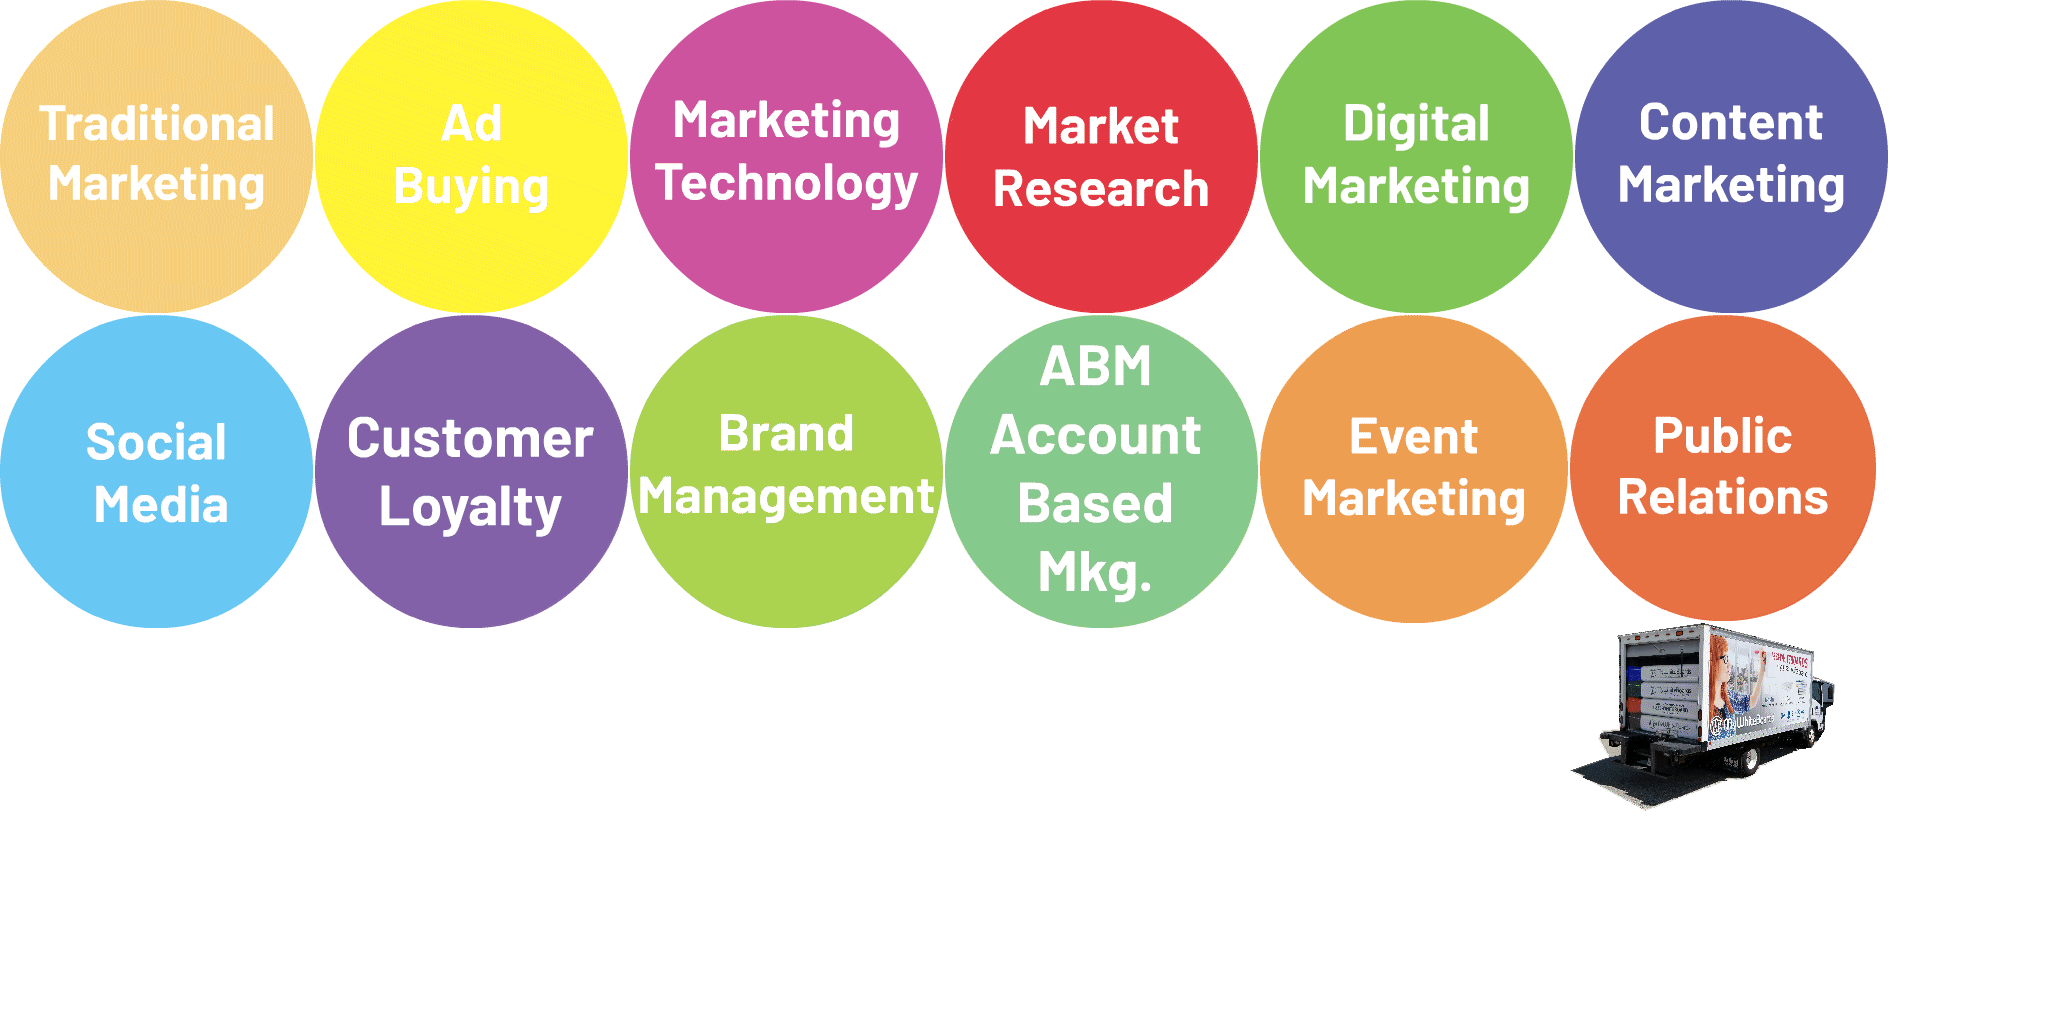 Traditional
Marketing
Ad
Buying
Marketing
Technology
Market
Research
Digital
Marketing
Content
Marketing
Social
Media
Customer
Loyalty
Brand
Management
ABM
Account
Based
Mkg.
Event
Marketing
Public
Relations
MyWhiteBoards